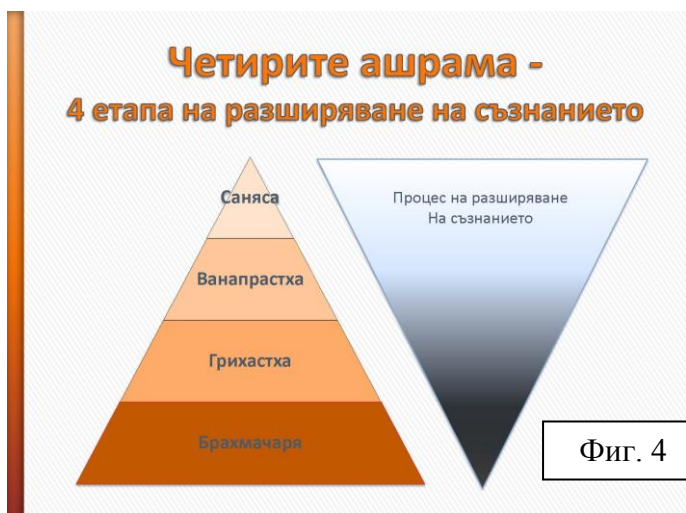 Четирите ашрама -
4 етапа на разширяване на съзнанието
Саняса
Ванапрастха
Грихастха
Брахмачаря
Процес на разширяване
На съзнанието
Фиг. 4